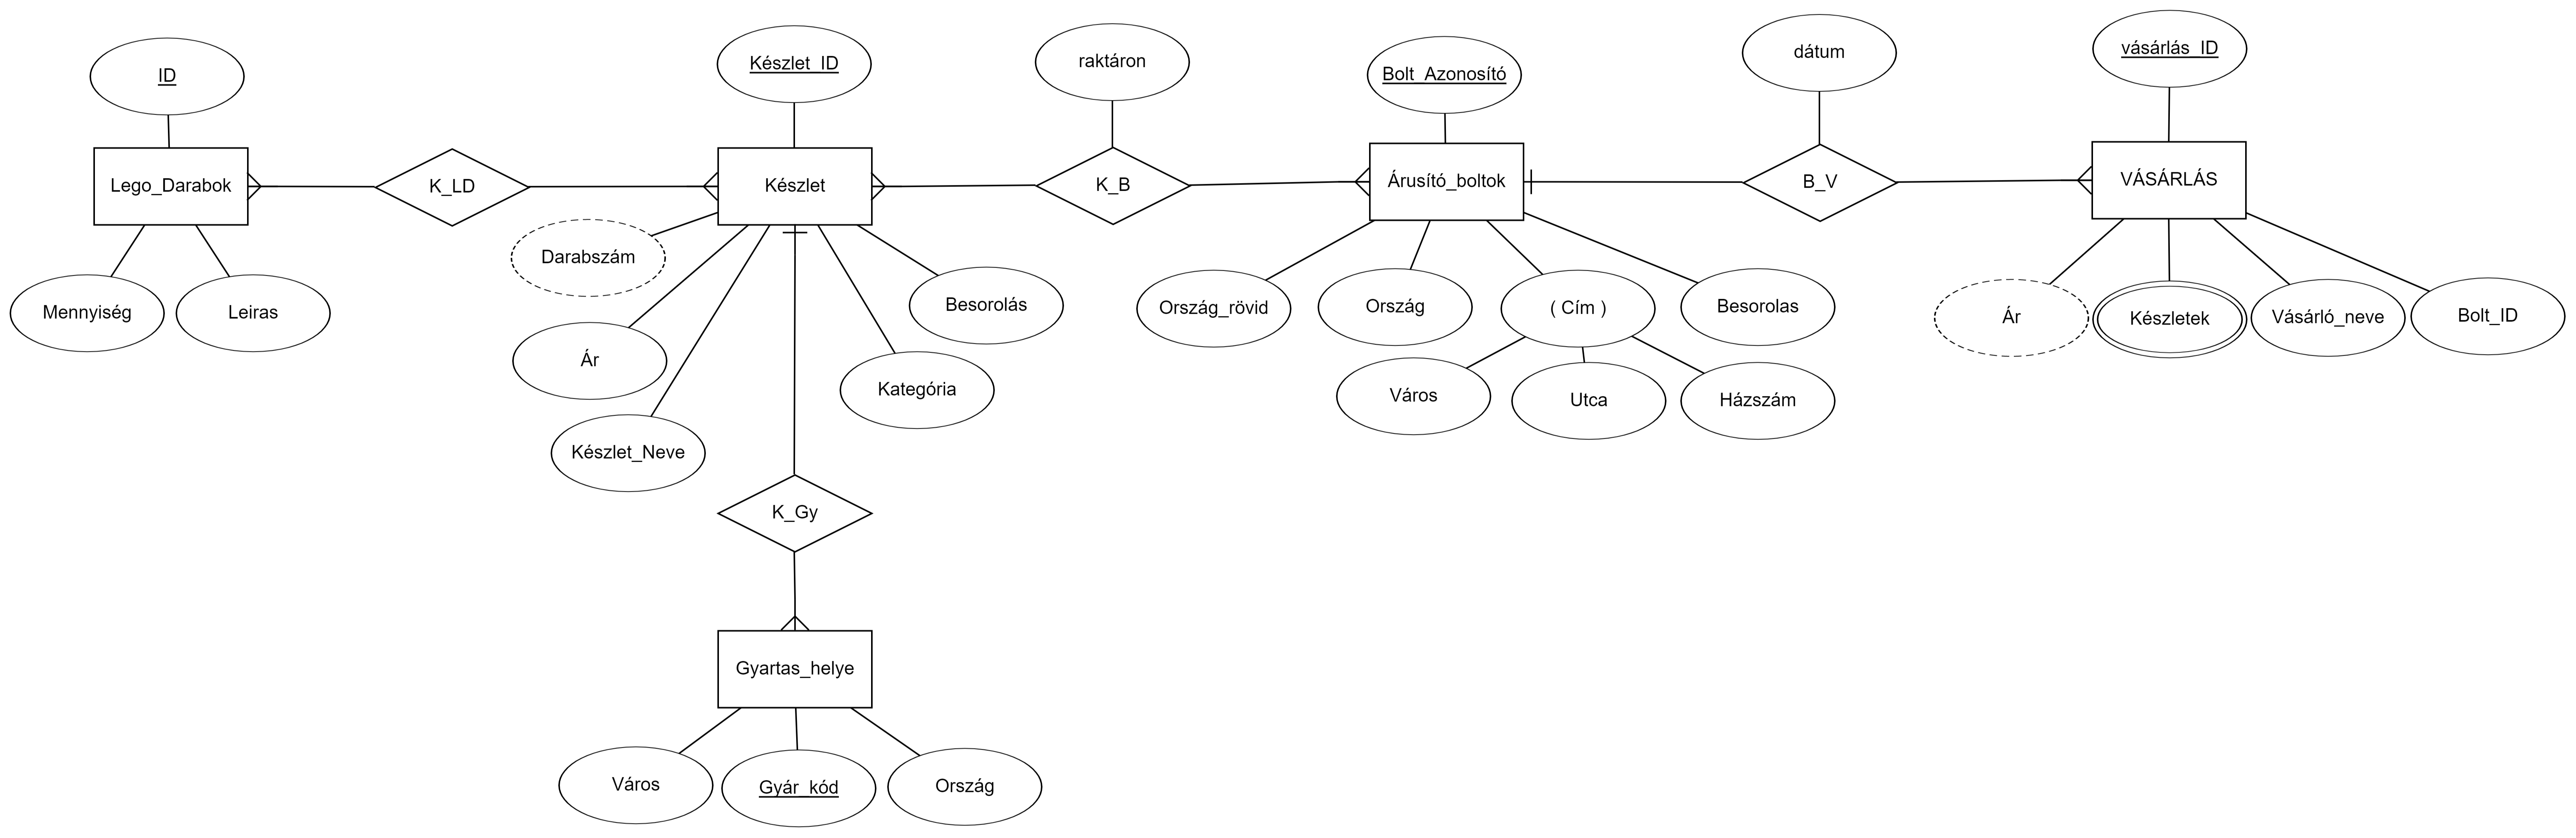 ID
Készlet_ID
raktáron
Bolt_Azonosító
dátum
vásárlás_ID
Lego_Darabok
K_LD
Készlet
K_B
Árusító_boltok
B_V
VÁSÁRLÁS
Mennyiség
Leiras
Darabszám
Ár
Készlet_Neve
Kategória
Besorolás
Ország_rövid
Ország
( Cím )
Besorolas
Város
Utca
Házszám
Ár
Készletek
Vásárló_neve
Bolt_ID
K_Gy
Gyartas_helye
Város
Gyár_kód
Ország